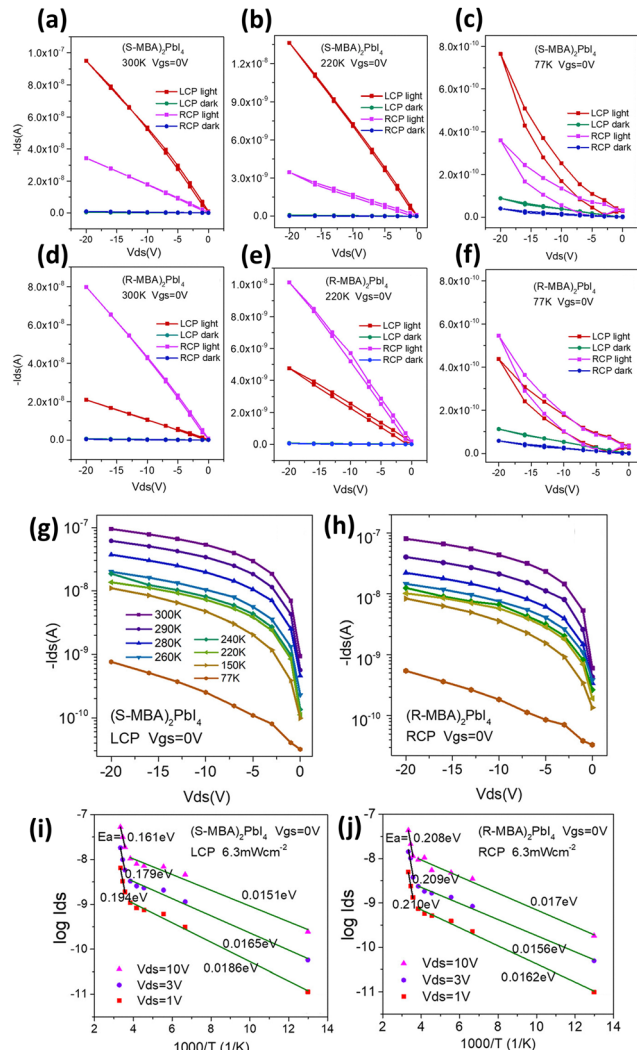 (a)
(S-MBA)₂PbI₄
300K Vgs=0V
LCP light
LCP dark
RCP light
RCP dark
1.0x10⁻⁷
8.0x10⁻⁸
6.0x10⁻⁸
4.0x10⁻⁸
2.0x10⁻⁸
0.0
-Ids(A)
-20 -15 -10 -5 0
Vds(V)
(b)
(S-MBA)₂PbI₄
220K Vgs=0V
LCP light
LCP dark
RCP light
RCP dark
1.2x10⁻⁸
9.0x10⁻⁹
6.0x10⁻⁹
3.0x10⁻⁹
0.0
-20 -15 -10 -5 0
Vds(V)
(c)
(S-MBA)₂PbI₄
77K Vgs=0V
LCP light
LCP dark
RCP light
RCP dark
8.0x10⁻¹⁰
6.0x10⁻¹⁰
4.0x10⁻¹⁰
2.0x10⁻¹⁰
0.0
-20 -15 -10 -5 0
Vds(V)
(d)
(R-MBA)₂PbI₄
300K Vgs=0V
LCP light
LCP dark
RCP light
RCP dark
8.0x10⁻⁸
6.0x10⁻⁸
4.0x10⁻⁸
2.0x10⁻⁸
0.0
-Ids(A)
-20 -15 -10 -5 0
Vds(V)
(e)
(R-MBA)₂PbI₄
220K Vgs=0V
LCP light
LCP dark
RCP light
RCP dark
1.0x10⁻⁸
8.0x10⁻⁹
6.0x10⁻⁹
4.0x10⁻⁹
2.0x10⁻⁹
0.0
-20 -15 -10 -5 0
Vds(V)
(f)
(R-MBA)₂PbI₄
77K Vgs=0V
LCP light
LCP dark
RCP light
RCP dark
8.0x10⁻¹⁰
6.0x10⁻¹⁰
4.0x10⁻¹⁰
2.0x10⁻¹⁰
0.0
-20 -15 -10 -5 0
Vds(V)
(g)
10⁻⁷
10⁻⁸
10⁻⁹
10⁻¹⁰
-Ids(A)
300K
290K
280K
260K
240K
220K
150K
77K
(S-MBA)₂PbI₄
LCP Vgs=0V
-20 -15 -10 -5 0
Vds(V)
(h)
10⁻⁷
10⁻⁸
10⁻⁹
10⁻¹⁰
-Ids(A)
(R-MBA)₂PbI₄
RCP Vgs=0V
-20 -15 -10 -5 0
Vds(V)
(i)
(S-MBA)₂PbI₄ Vgs=0V
LCP 6.3mWcm⁻²
Ea=
0.161eV
0.179eV
0.194eV
0.0151eV
0.0165eV
0.0186eV
Vds=10V
Vds=3V
Vds=1V
-7
-8
-9
-10
-11
log Ids
2 4 6 8 10 12 14
1000/T (1/K)
(j)
(R-MBA)₂PbI₄ Vgs=0V
RCP 6.3mWcm⁻²
0.208eV
0.209eV
0.210eV
0.017eV
0.0156eV
0.0162eV
Vds=10V
Vds=3V
Vds=1V
-7
-8
-9
-10
-11
log Ids
2 4 6 8 10 12 14
1000/T (1/K)